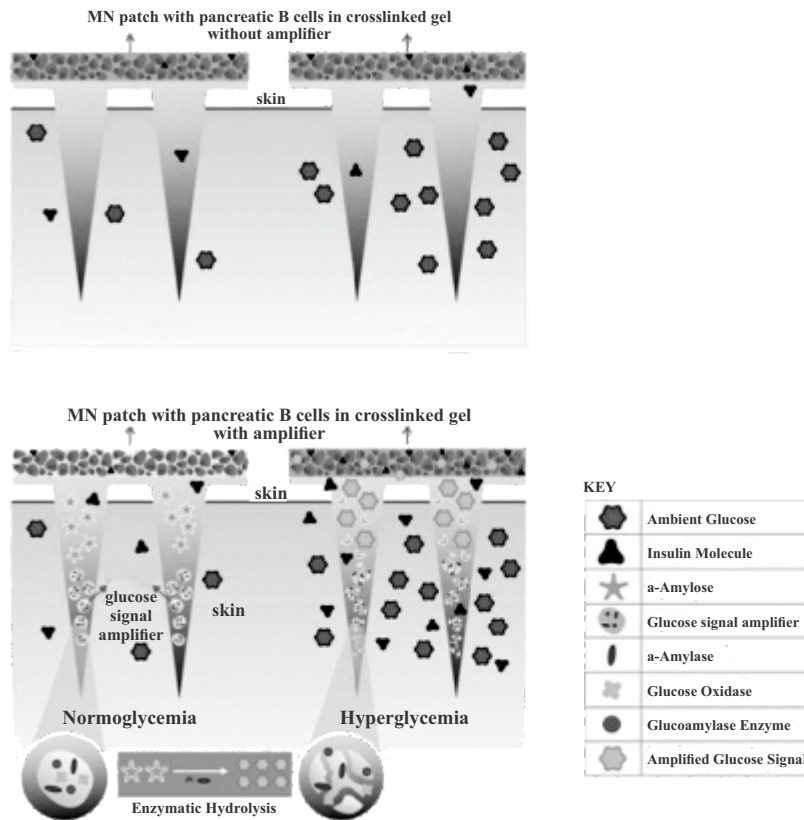 MN patch with pancreatic B cells in crosslinked gel
without amplifier
skin
MN patch with pancreatic B cells in crosslinked gel
with amplifier
skin
glucose
signal
amplifier
skin
Normoglycemia
Hyperglycemia
Enzymatic Hydrolysis
KEY
Ambient Glucose
Insulin Molecule
a-Amylose
Glucose signal amplifier
a-Amylase
Glucose Oxidase
Glucoamylase Enzyme
Amplified Glucose Signal